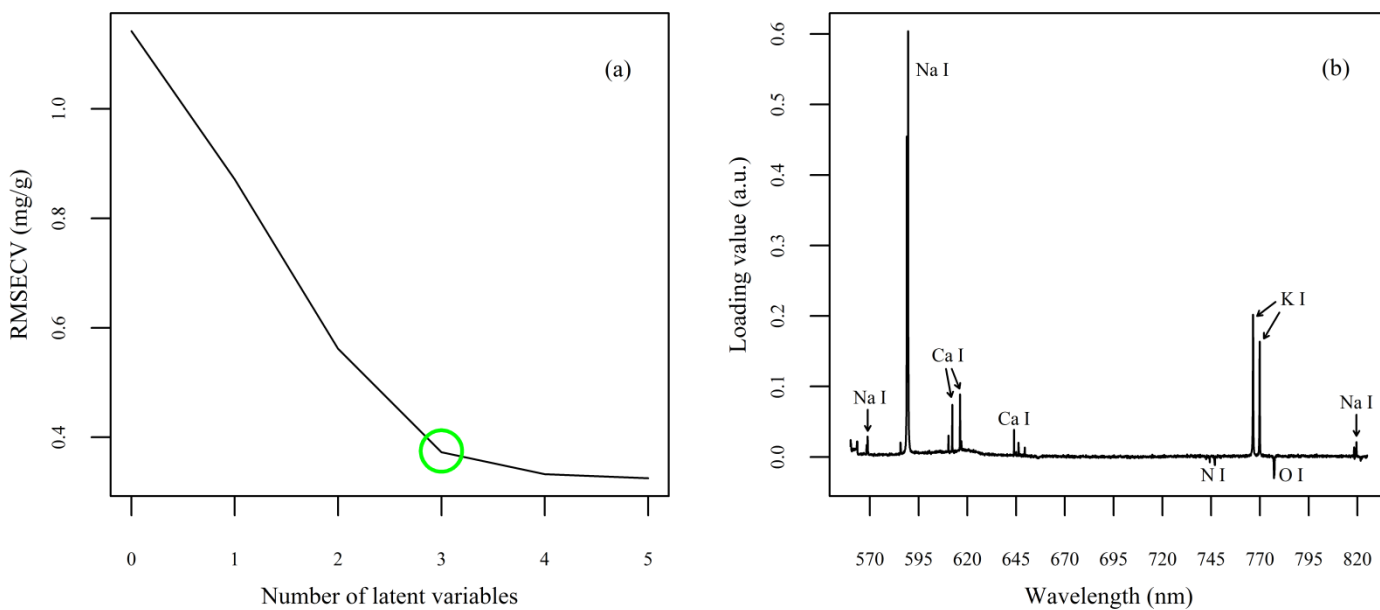 (a)
RMSECV (mg/g)
1.0
0.8
0.6
0.4
0 1 2 3 4 5
Number of latent variables
(b)
Loading value (a.u.)
0.6
0.5
0.4
0.3
0.2
0.1
0.0
Na I
K I
Ca I
Na I
Ca I
Na I
N I
O I
570 595 620 645 670 695 720 745 770 795 820
Wavelength (nm)